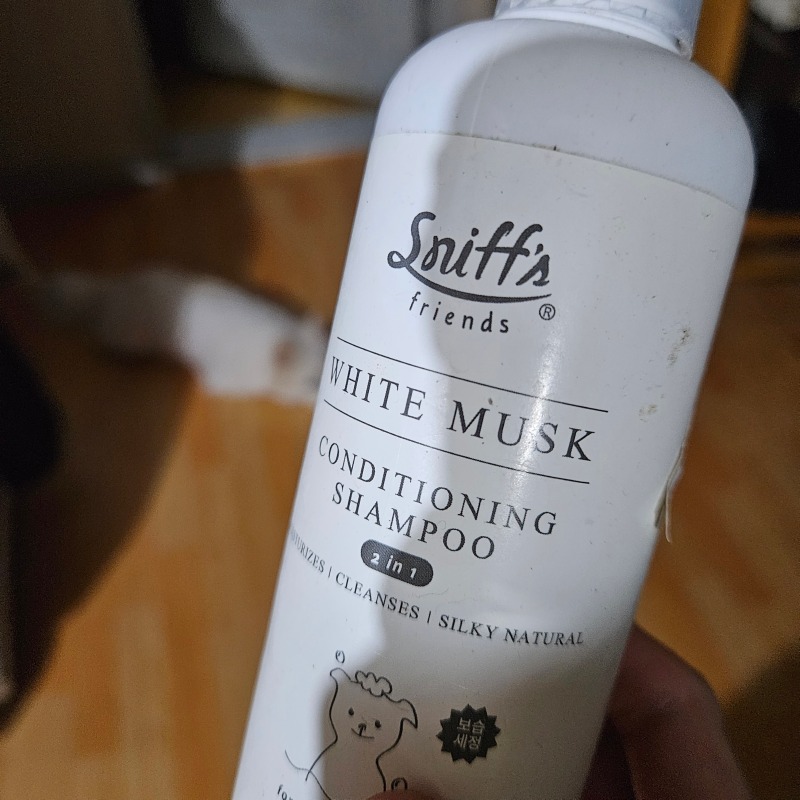 Sniff's
friends ®
WHITE MUSK
CONDITIONING
SHAMPOO
2 in 1
| CLEANSES | SILKY NATURAL
보습
세정